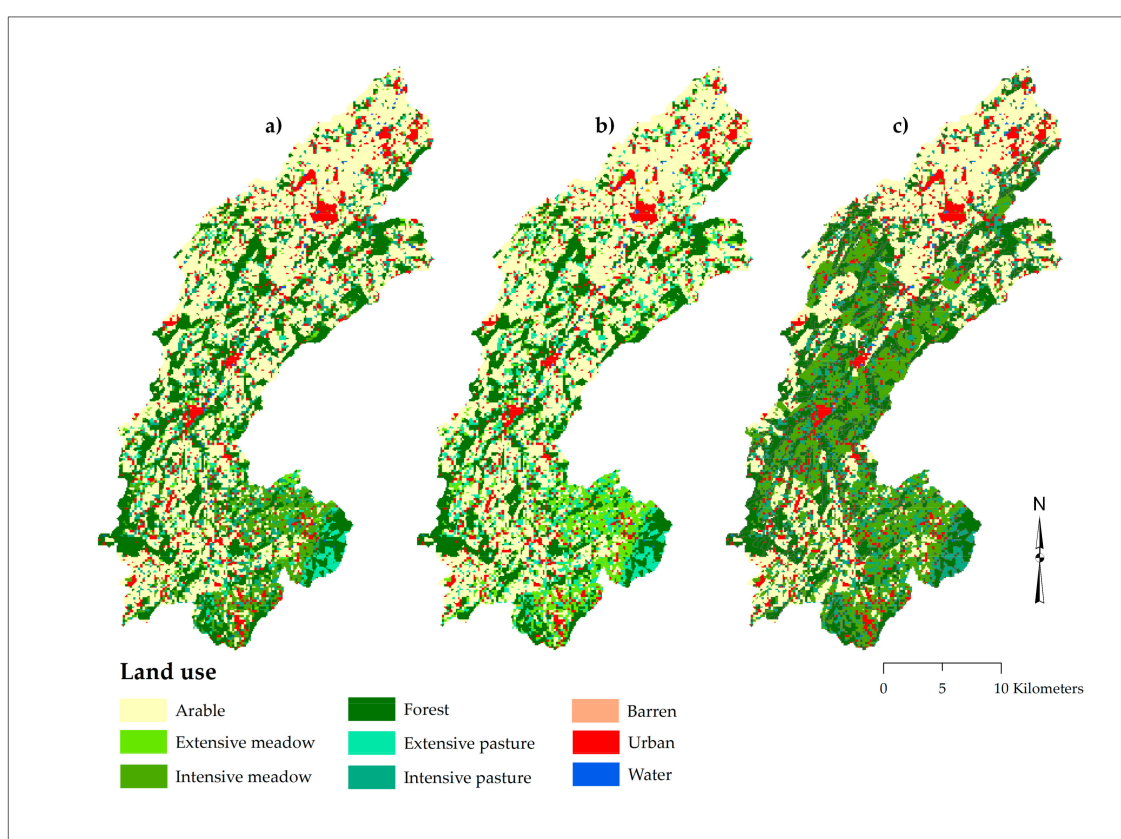 a)
b)
c)
N
Land use
Arable
Forest
Barren
Extensive meadow
Extensive pasture
Urban
Intensive meadow
Intensive pasture
Water
0 5 10 Kilometers